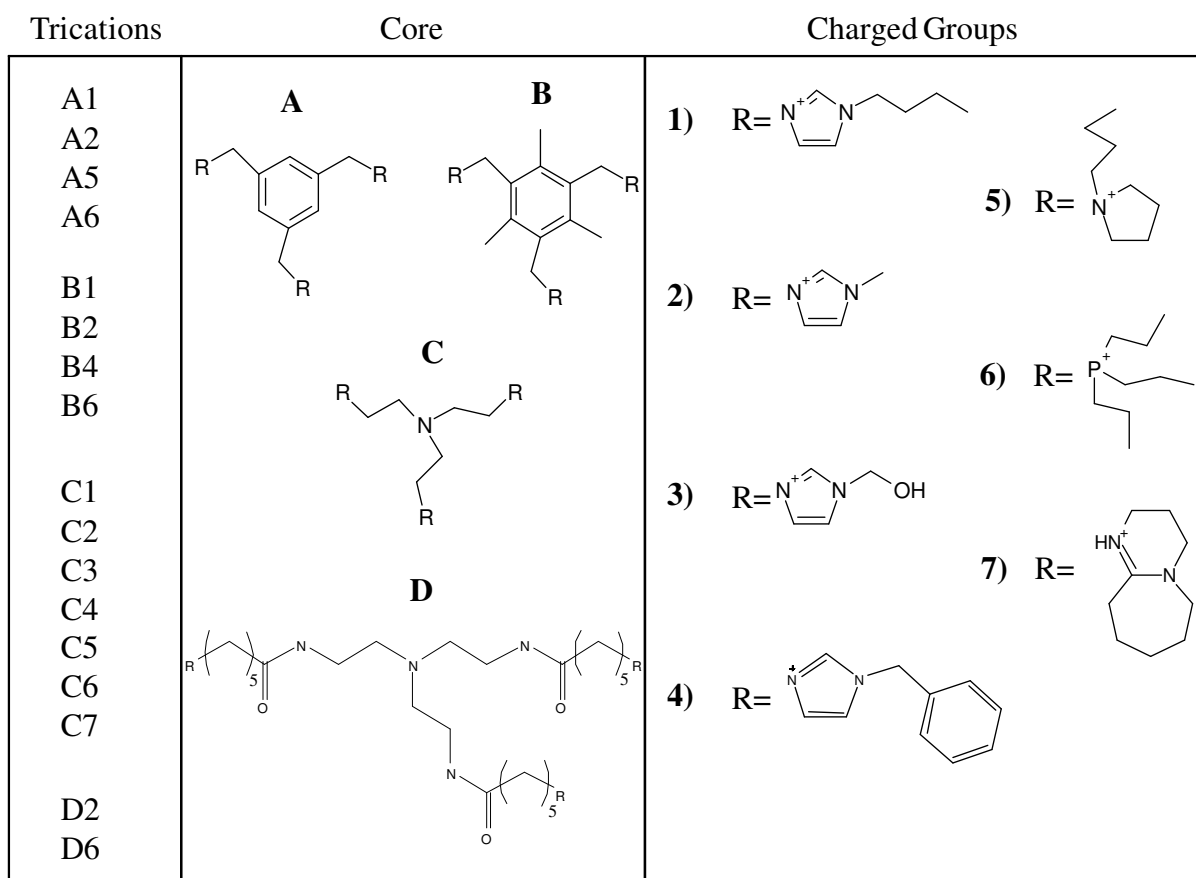 Trications Core Charged Groups
A1
A2
A5
A6
B1
B2
B4
B6
C1
C2
C3
C4
C5
C6
C7
D2
D6
A
R
R
R
B
R
R
R
C
R
R
N
R
D
R ( )5 N N N ( )5 R
O O
N
( )5 R
O
1) R= N+ N
2) R= N+ N
3) R= N+ N OH
4) R= N+ N
5) R= N+
6) R= P+
7) R= HN+ N